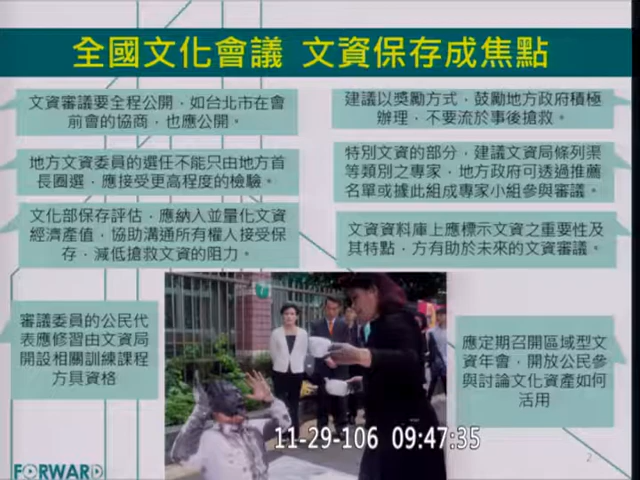 全國文化會議 文資保存成焦點
文資審議要全程公開，如台北市在會
前會的協商，也應公開。
地方文資委員的選任不能只由地方首
長圈選，應接受更高程度的檢驗。
文化部保存評估，應納入並量化文資
經濟產值，協助溝通所有權人接受保
存，減低搶救文資的阻力。
審議委員的公民代
表應修習由文資局
開設相關訓練課程
方具資格
建議以獎勵方式，鼓勵地方政府積極
辦理，不要流於事後搶救。
特別文資的部分，建議文資局條列渠
等類別之專家，地方政府可透過推薦
名單或據此組成專家小組參與審議。
文資資料庫上應標示文資之重要性及
其特點，方有助於未來的文資審議。
應定期召開區域型文
資年會，開放公民參
與討論文化資產如何
活用
11-29-106 09:47:35
FORWARD
2